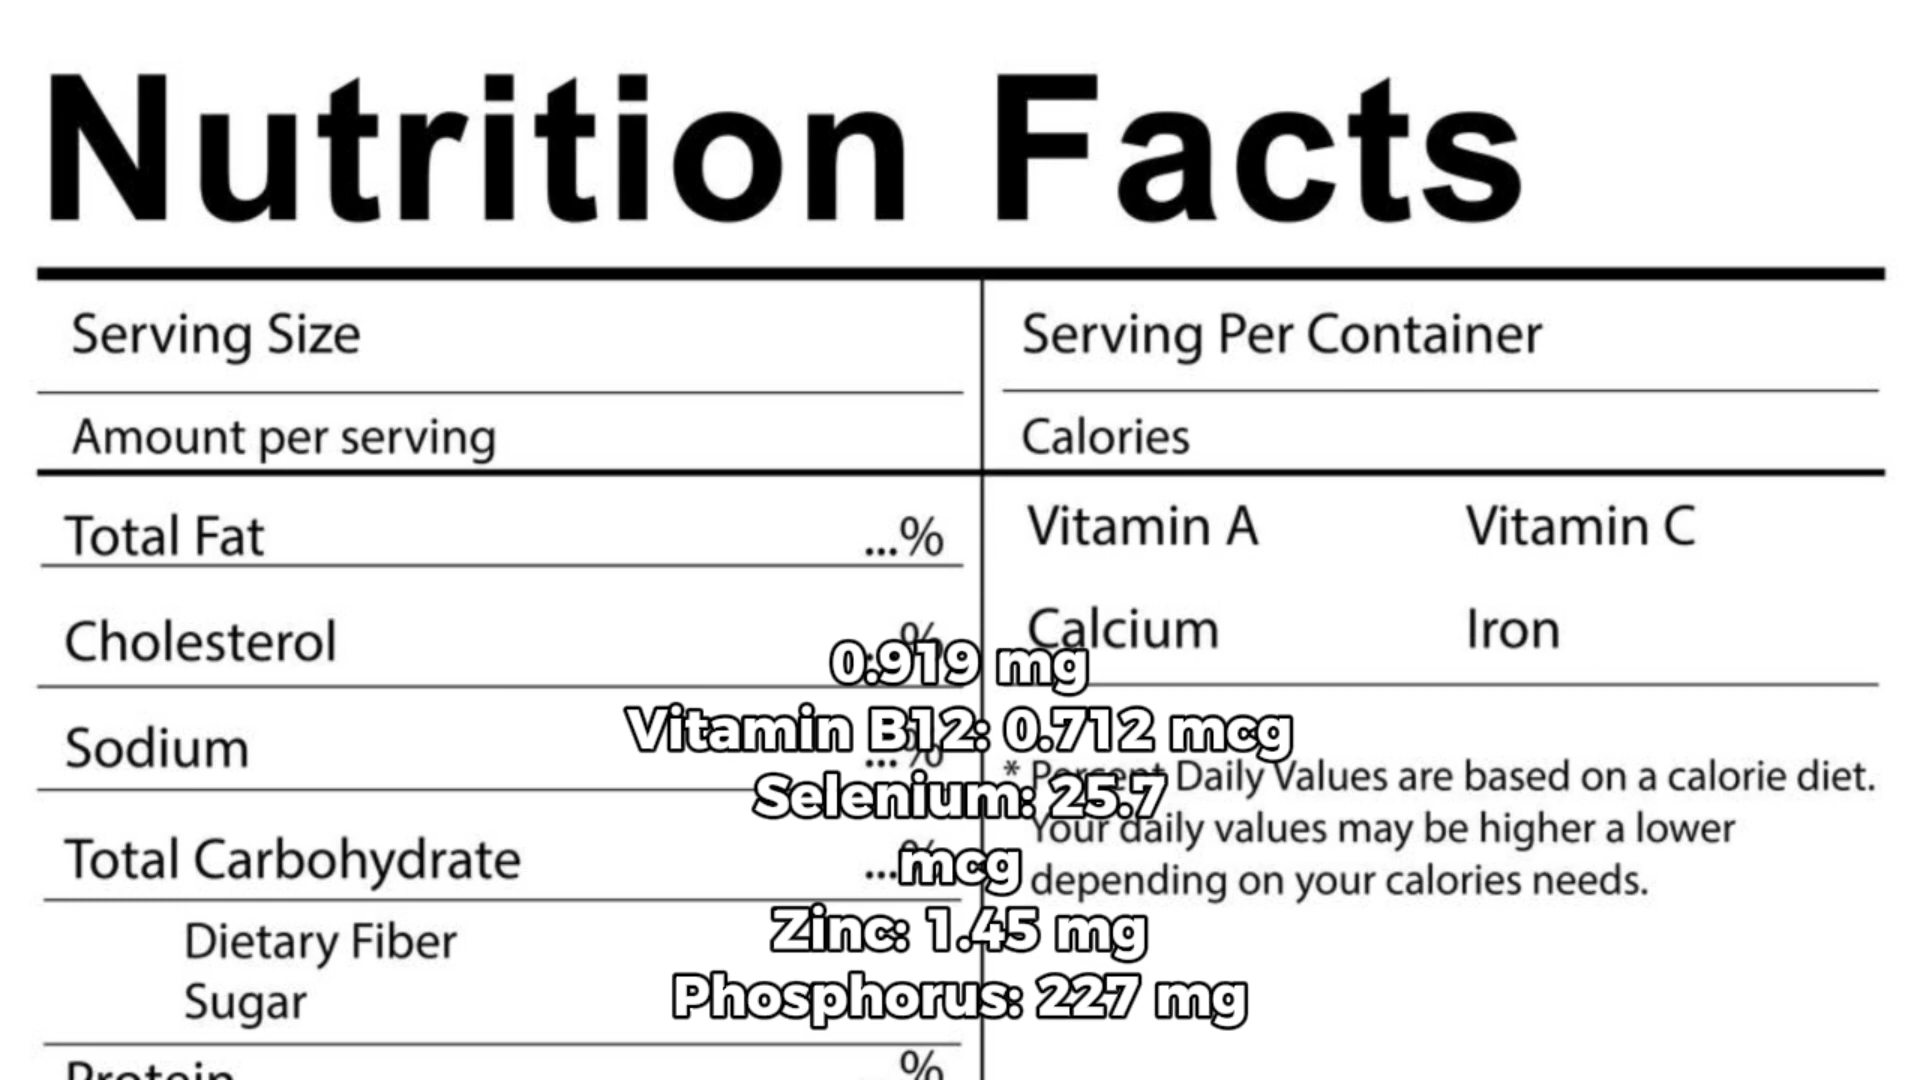 Nutrition Facts
Serving Size
Serving Per Container
Amount per serving
Calories
Total Fat ...%
Vitamin A Vitamin C
Cholesterol %
Calcium Iron
Sodium ...%
* Percent Daily Values are based on a calorie diet.
Your daily values may be higher a lower
depending on your calories needs.
Total Carbohydrate ...%
Dietary Fiber
Sugar
Protein %
0.919 mg
Vitamin B12: 0.712 mcg
Selenium: 25.7
mcg
Zinc: 1.45 mg
Phosphorus: 227 mg